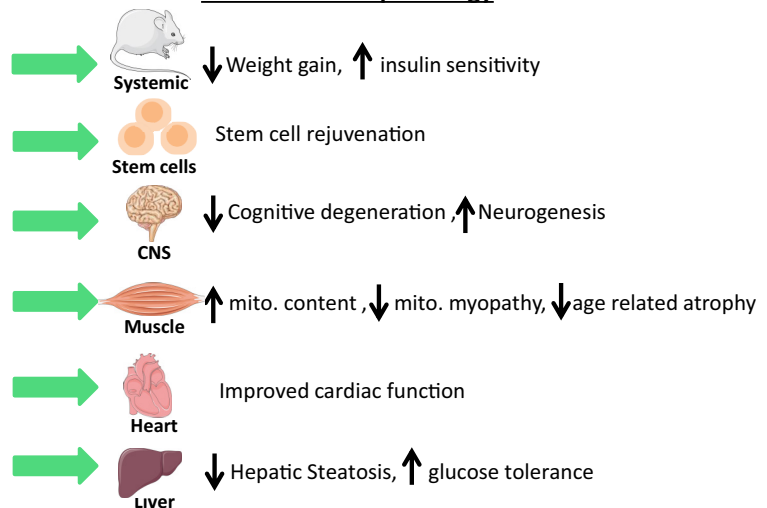 Systemic
Weight gain, insulin sensitivity
Stem cells
Stem cell rejuvenation
CNS
Cognitive degeneration , Neurogenesis
Muscle
mito. content , mito. myopathy, age related atrophy
Heart
Improved cardiac function
Liver
Hepatic Steatosis, glucose tolerance